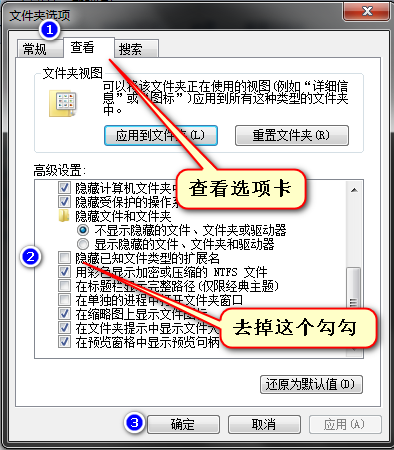 文件夹选项
1
常规 查看 搜索
文件夹视图
可以将该文件夹正在使用的视图(例如“详细信
息”或“图标”)应用到所有这种类型的文件夹
中。
应用到文件夹(L) 重置文件夹(R)
查看选项卡
高级设置:
隐藏计算机文件夹
隐藏受保护的操作系
隐藏文件和文件夹
不显示隐藏的文件、文件夹或驱动器
显示隐藏的文件、文件夹和驱动器
2
隐藏已知文件类型的扩展名
用彩色显示加密或压缩的 NTFS 文件
在标题栏显示完整路径(仅限经典主题)
在单独的进程中打开文件夹窗口
在缩略图上显示文件图标
在文件夹提示中显示文件大
在预览窗格中显示预览句柄
去掉这个勾勾
还原为默认值(D)
3
确定 取消 应用(A)